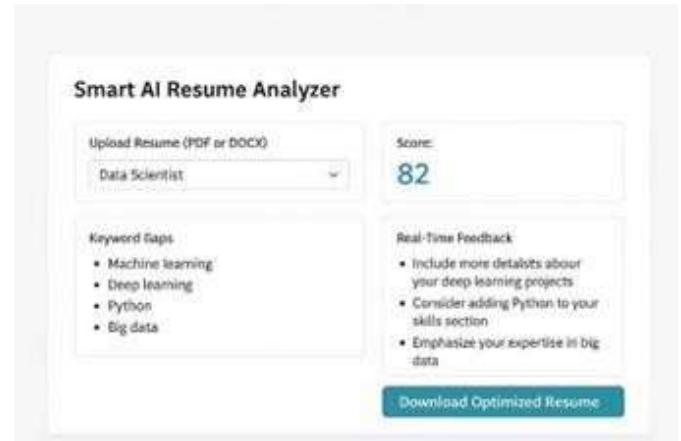 Smart AI Resume Analyzer
Upload Resume (PDF or DOCX)
Data Scientist
Score:
82
Keyword Gaps
• Machine learning
• Deep learning
• Python
• Big data
Real-Time Feedback
• Include more detalsts abour
your deep learning projects
• Consider adding Python to your
skills section
• Emphasize your expertise in big
data
Download Optimized Resume